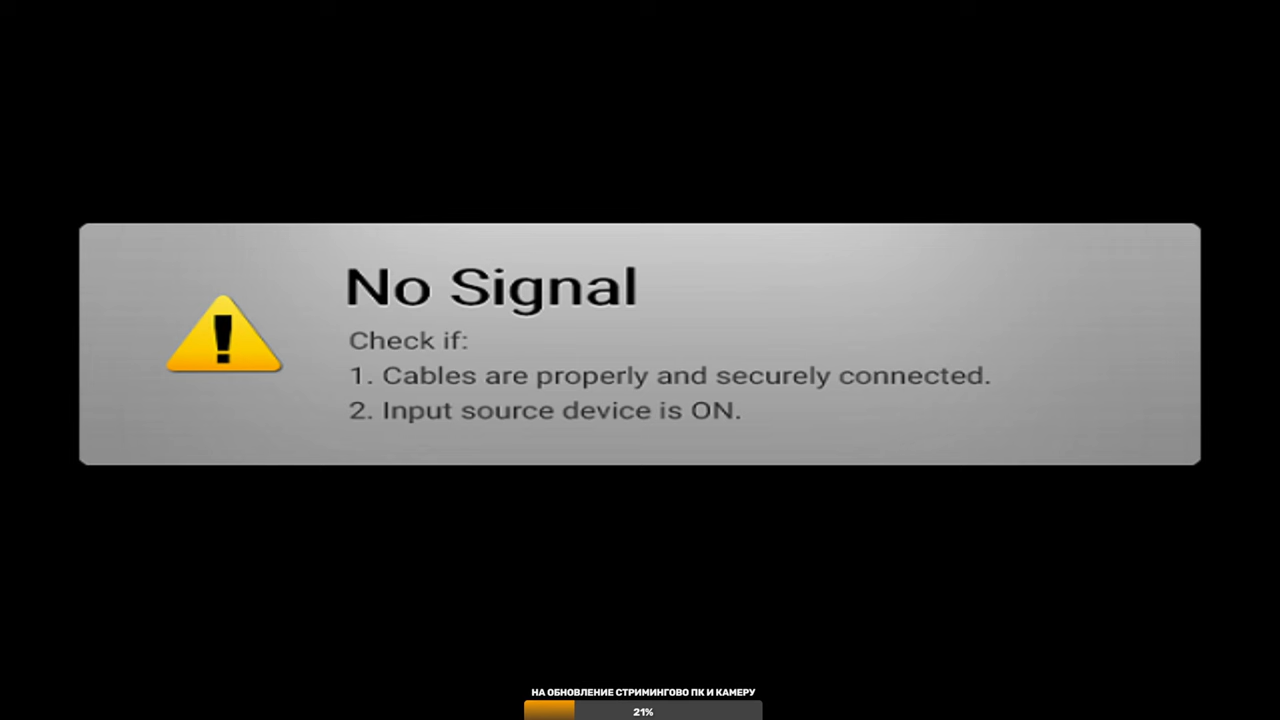 No Signal
Check if:
1. Cables are properly and securely connected.
2. Input source device is ON.
НА ОБНОВЛЕНИЕ СТРИМИНГОВО ПК И КАМЕРУ
21%